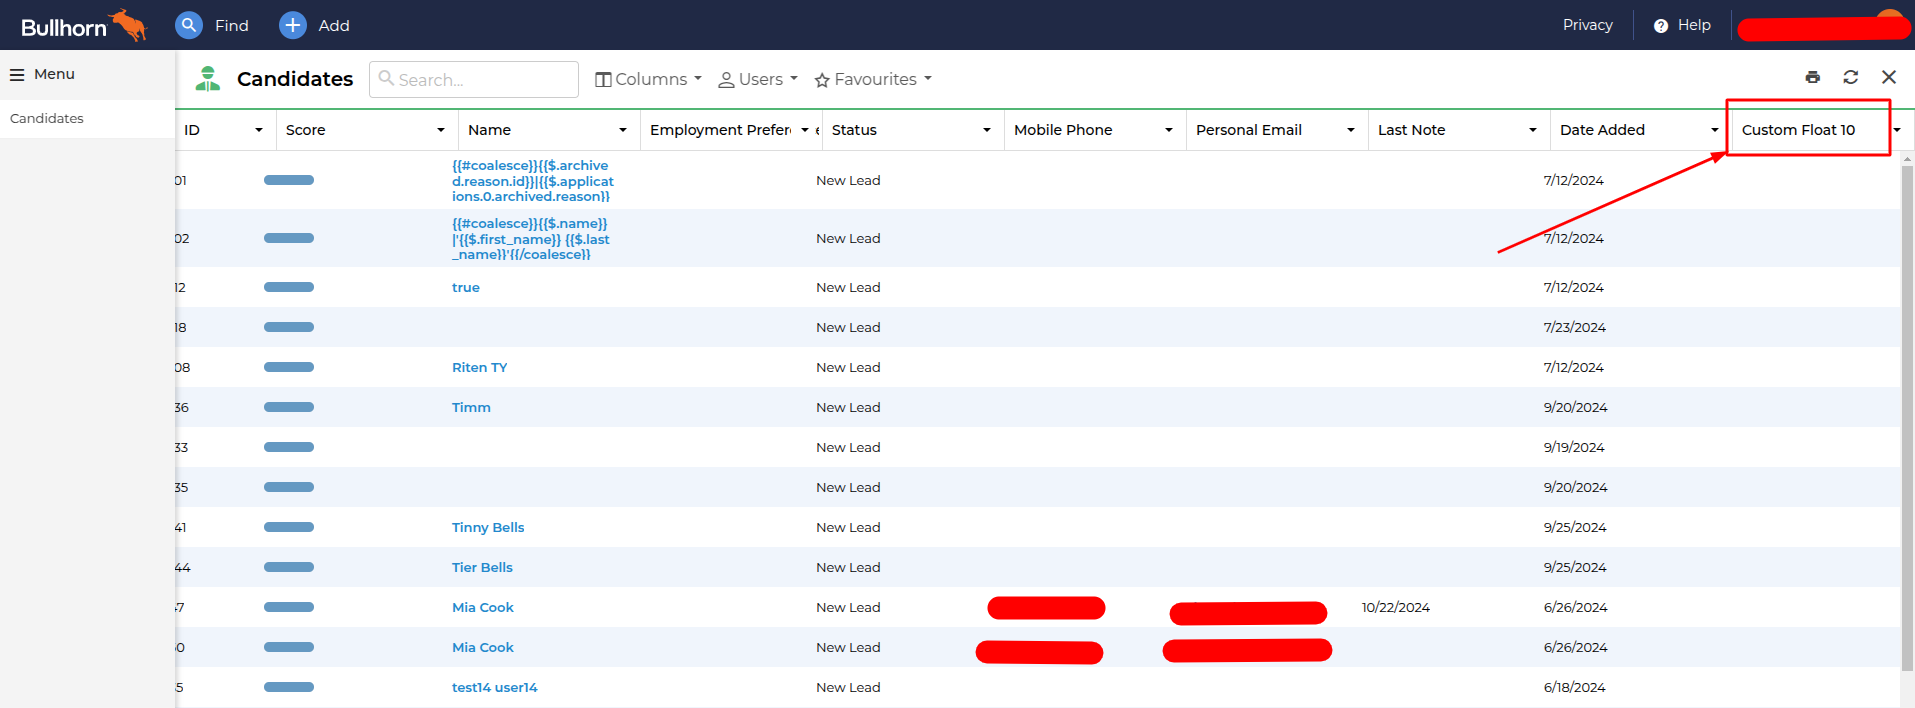 Bullhorn Find Add Privacy Help
Menu
Candidates Search... Columns Users Favourites
Candidates
ID Score Name Employment Prefer Status Mobile Phone Personal Email Last Note Date Added Custom Float 10
01 {{#coalesce}}{{$.archive New Lead 7/12/2024
d.reason.id}}|{{$.applicat
ions.0.archived.reason}}
02 {{#coalesce}}{{$.name}} New Lead 7/12/2024
|'{{$.first_name}} {{$.last
_name}}'{{/coalesce}}
12 true New Lead 7/12/2024
18 New Lead 7/23/2024
08 Riten TY New Lead 7/12/2024
36 Timm New Lead 9/20/2024
33 New Lead 9/19/2024
35 New Lead 9/20/2024
41 Tinny Bells New Lead 9/25/2024
44 Tier Bells New Lead 9/25/2024
7 Mia Cook New Lead 10/22/2024 6/26/2024
0 Mia Cook New Lead 6/26/2024
5 test14 user14 New Lead 6/18/2024